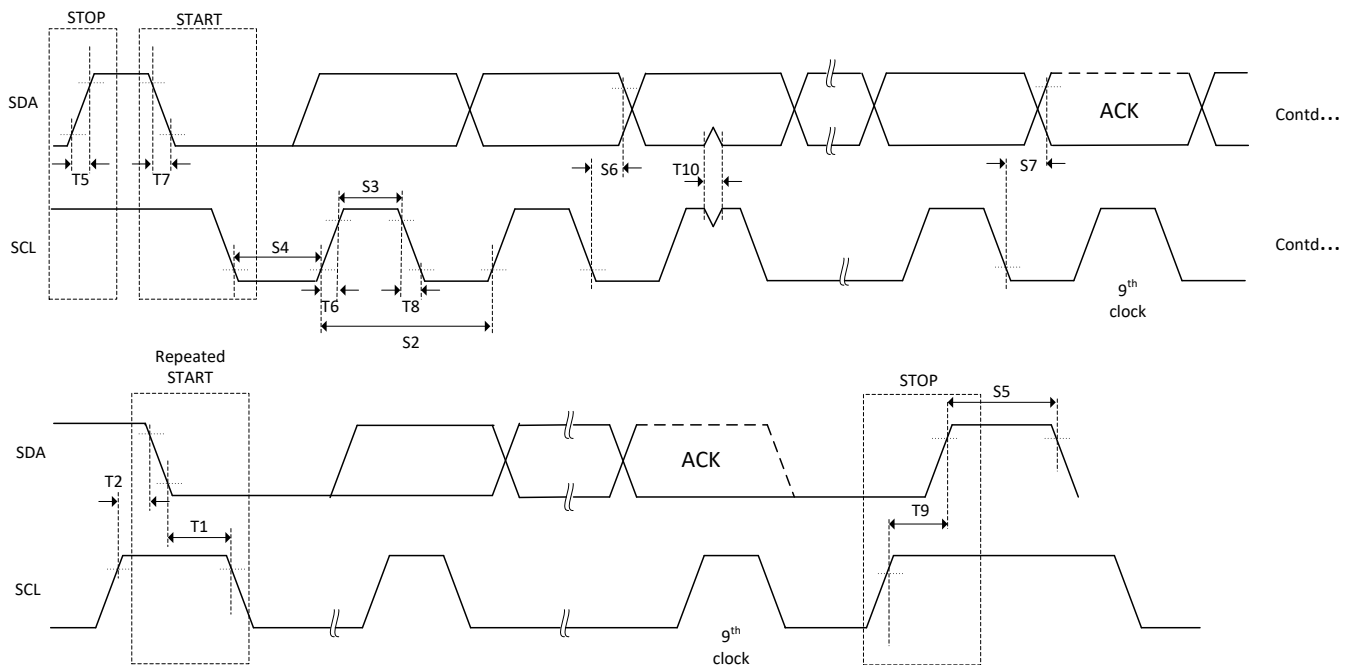 STOP
START
SDA
ACK
Contd...
T5
T7
S6
T10
S7
S3
SCL
S4
Contd...
T6
T8
9th
clock
S2
Repeated
START
STOP
S5
SDA
ACK
T2
T9
T1
SCL
9th
clock